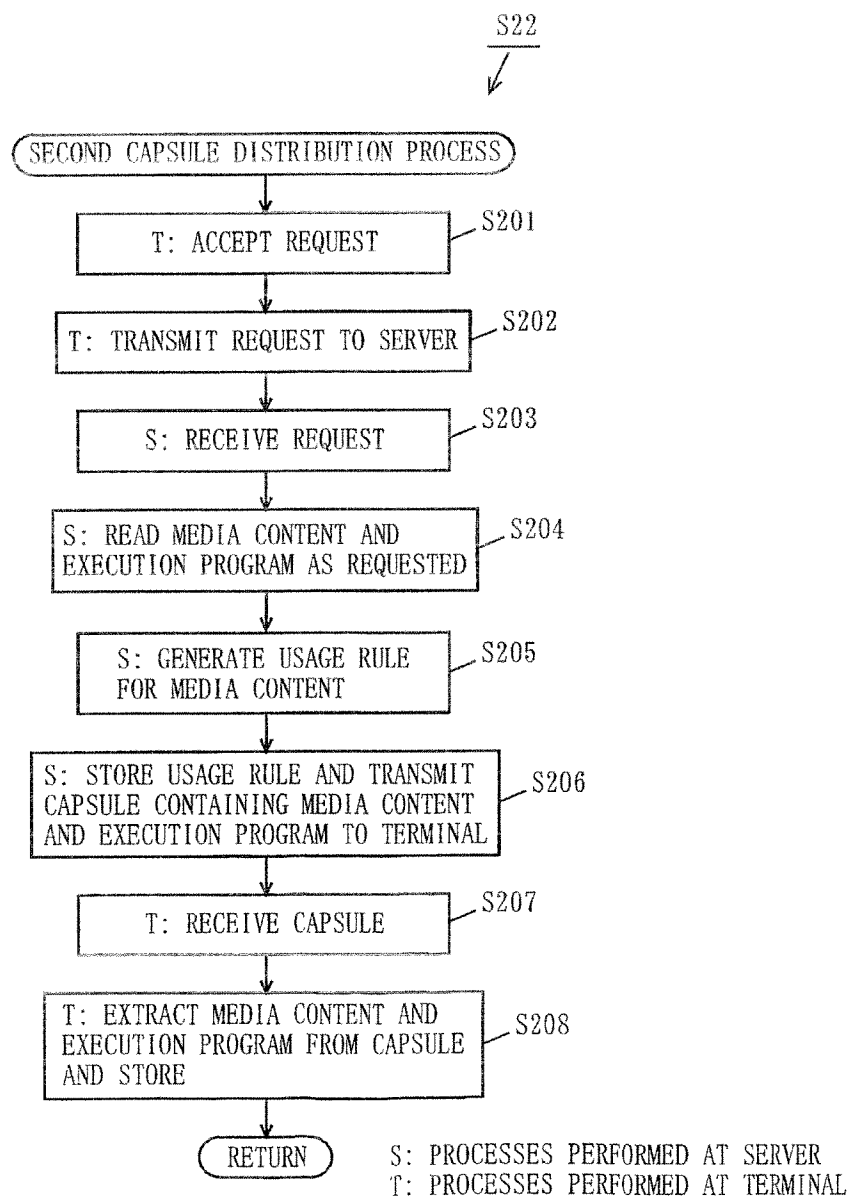 S22
SECOND CAPSULE DISTRIBUTION PROCESS
T: ACCEPT REQUEST
S201
T: TRANSMIT REQUEST TO SERVER
S202
S: RECEIVE REQUEST
S203
S: READ MEDIA CONTENT AND
EXECUTION PROGRAM AS REQUESTED
S204
S: GENERATE USAGE RULE
FOR MEDIA CONTENT
S205
S: STORE USAGE RULE AND TRANSMIT
CAPSULE CONTAINING MEDIA CONTENT
AND EXECUTION PROGRAM TO TERMINAL
S206
T: RECEIVE CAPSULE
S207
T: EXTRACT MEDIA CONTENT AND
EXECUTION PROGRAM FROM CAPSULE
AND STORE
S208
RETURN
S: PROCESSES PERFORMED AT SERVER
T: PROCESSES PERFORMED AT TERMINAL